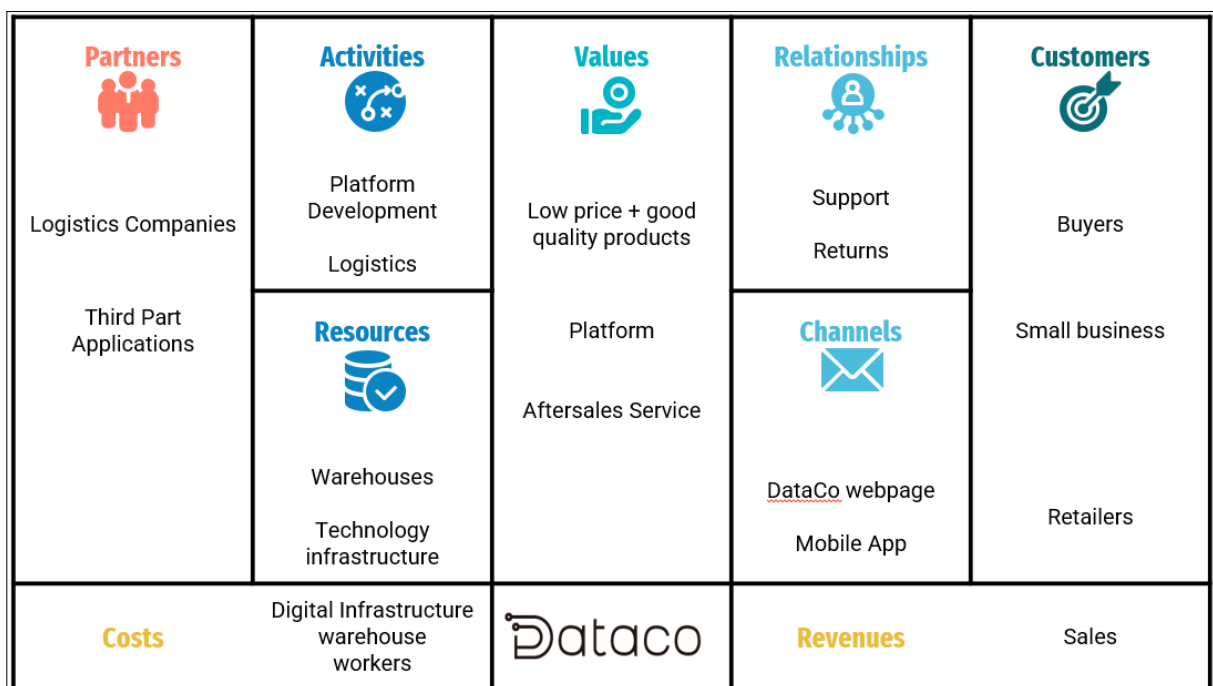 Partners
Logistics Companies
Third Part
Applications
Activities
Platform
Development
Logistics
Resources
Warehouses
Technology
infrastructure
Values
Low price + good
quality products
Platform
Aftersales Service
Relationships
Support
Returns
Channels
DataCo webpage
Mobile App
Customers
Buyers
Small business
Retailers
Costs
Digital Infrastructure
warehouse
workers
Dataco
Revenues
Sales